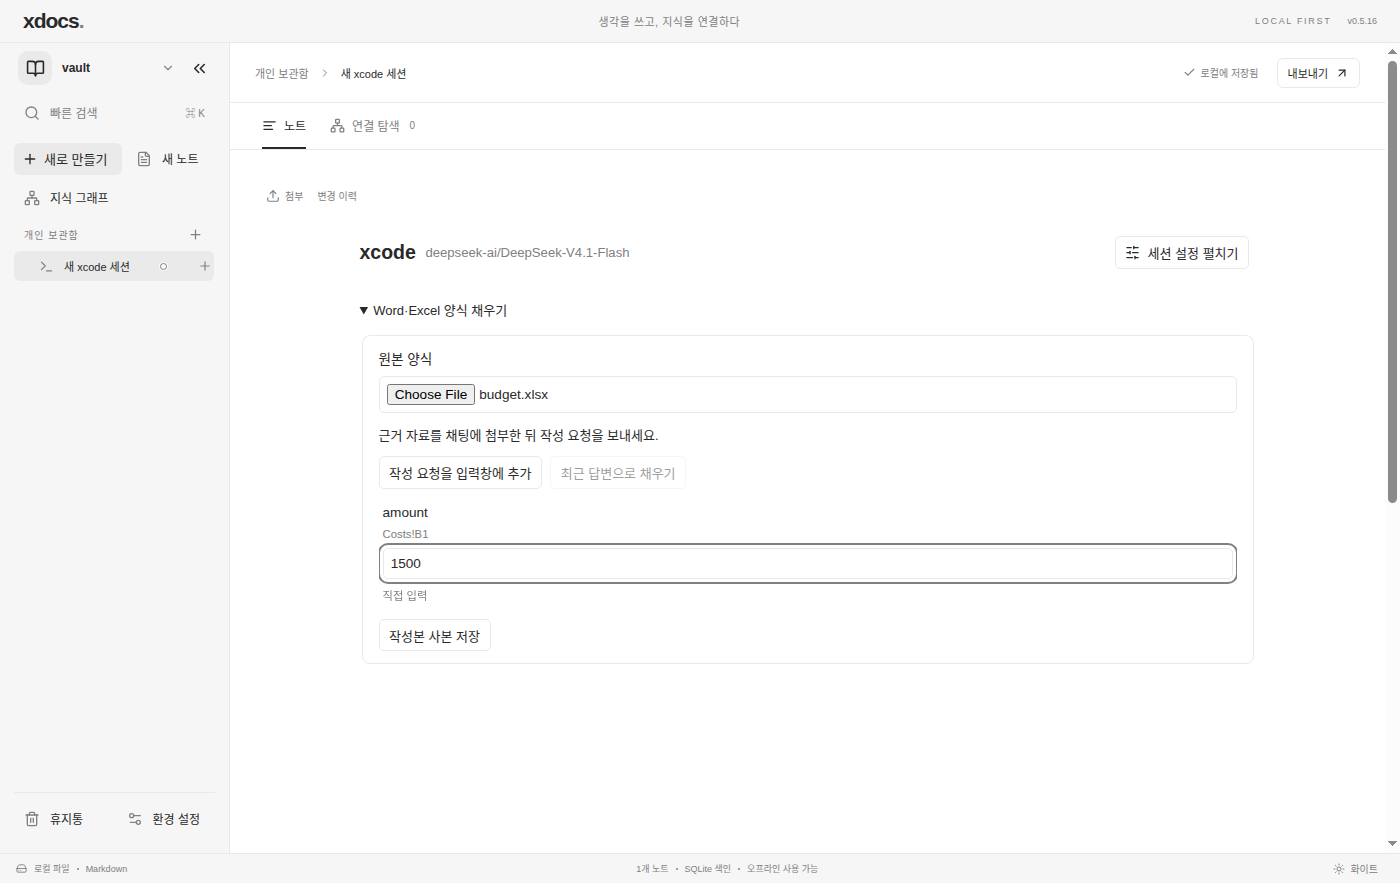 xdocs.
생각을 쓰고, 지식을 연결하다
LOCAL FIRST v0.5.16
vault
빠른 검색 ⌘ K
새로 만들기 새 노트
지식 그래프
개인 보관함
새 xcode 세션
휴지통 환경 설정
개인 보관함 새 xcode 세션
로컬에 저장됨 내보내기
노트 연결 탐색 0
첨부 변경 이력
xcode deepseek-ai/DeepSeek-V4.1-Flash
세션 설정 펼치기
▼ Word·Excel 양식 채우기
원본 양식
Choose File budget.xlsx
근거 자료를 채팅에 첨부한 뒤 작성 요청을 보내세요.
작성 요청을 입력창에 추가 최근 답변으로 채우기
amount
Costs!B1
1500
직접 입력
작성본 사본 저장
로컬 파일 • Markdown
1개 노트 • SQLite 색인 • 오프라인 사용 가능
화이트